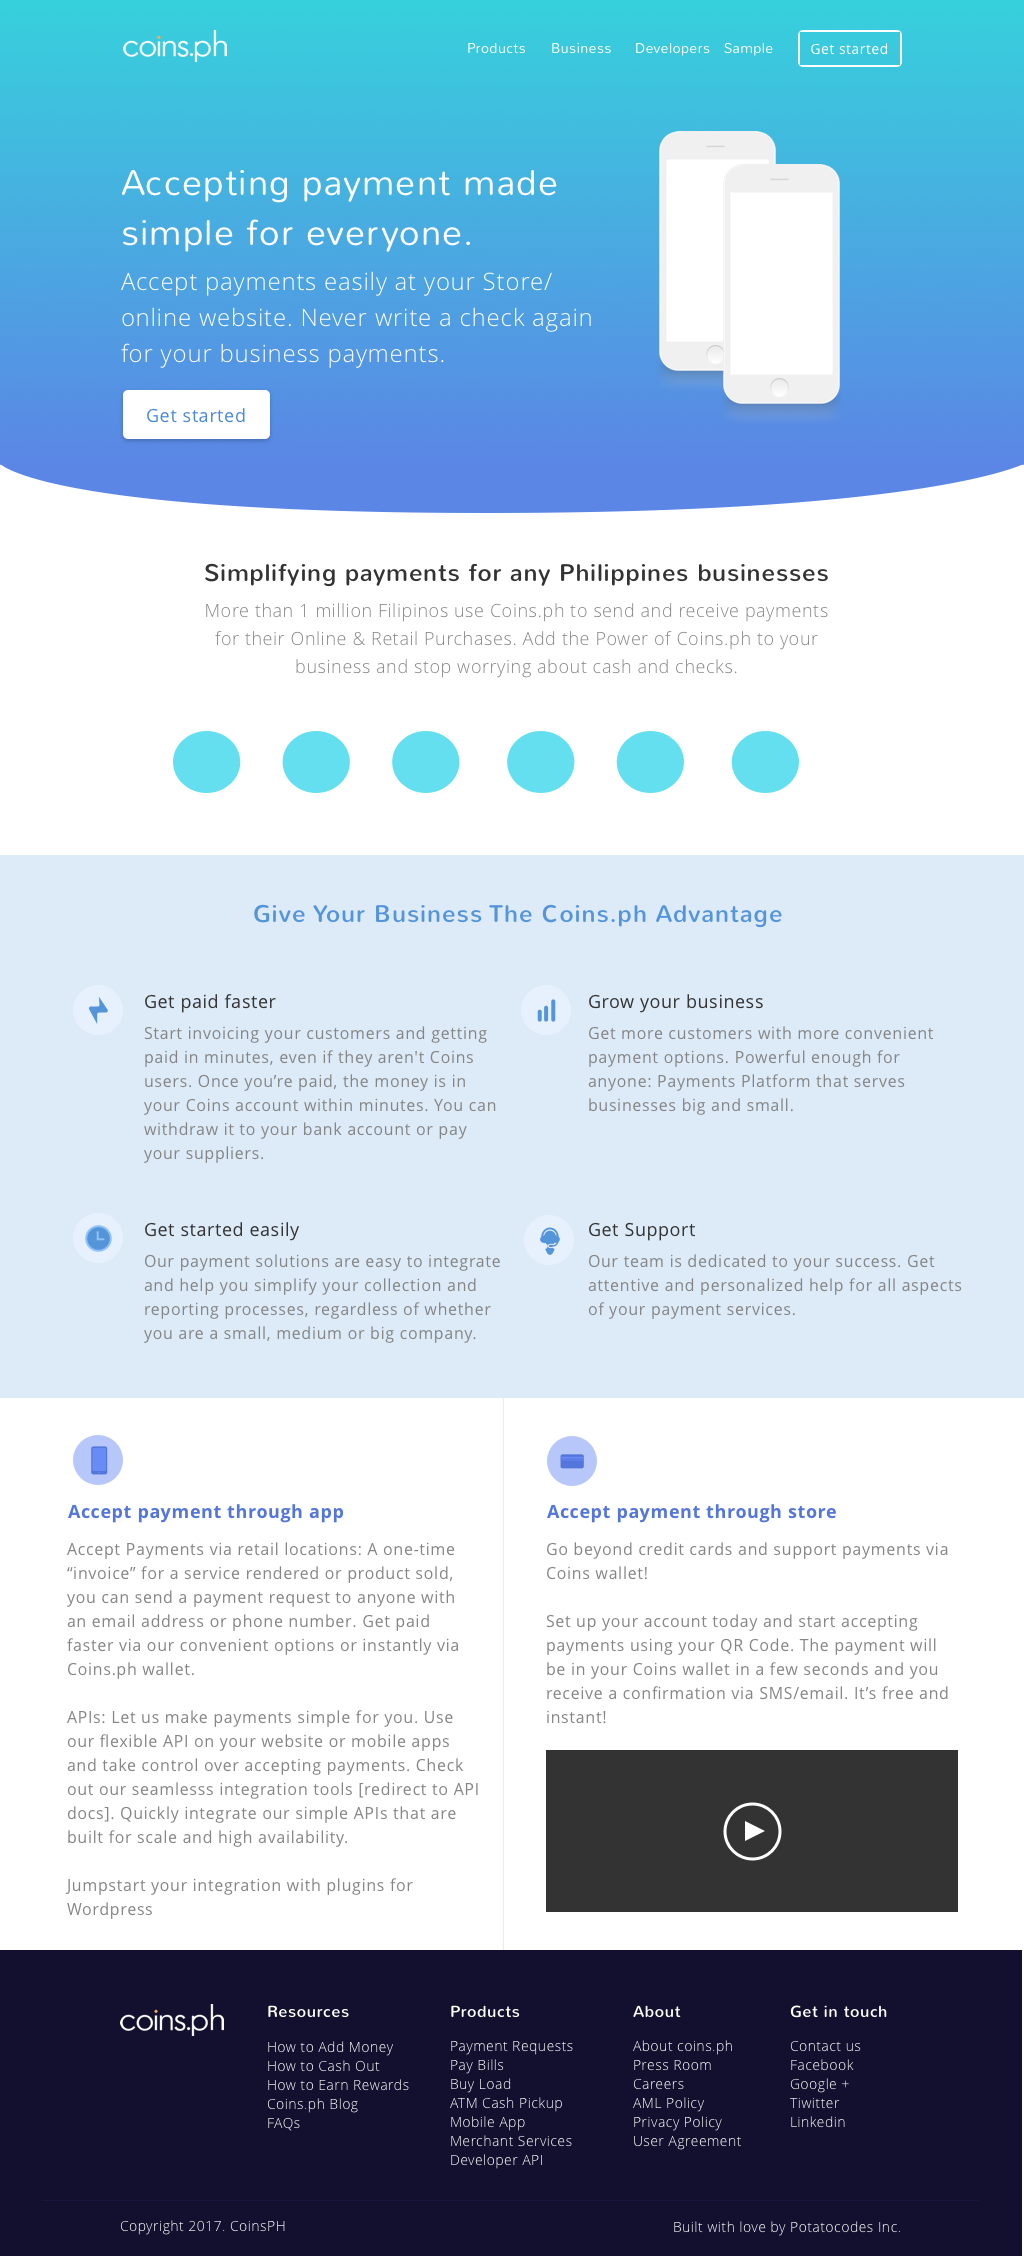 coins.ph
Products Business Developers Sample Get started
Accepting payment made
simple for everyone.
Accept payments easily at your Store/
online website. Never write a check again
for your business payments.
Get started
Simplifying payments for any Philippines businesses
More than 1 million Filipinos use Coins.ph to send and receive payments
for their Online & Retail Purchases. Add the Power of Coins.ph to your
business and stop worrying about cash and checks.
Give Your Business The Coins.ph Advantage
Get paid faster
Start invoicing your customers and getting
paid in minutes, even if they aren't Coins
users. Once you’re paid, the money is in
your Coins account within minutes. You can
withdraw it to your bank account or pay
your suppliers.
Grow your business
Get more customers with more convenient
payment options. Powerful enough for
anyone: Payments Platform that serves
businesses big and small.
Get started easily
Our payment solutions are easy to integrate
and help you simplify your collection and
reporting processes, regardless of whether
you are a small, medium or big company.
Get Support
Our team is dedicated to your success. Get
attentive and personalized help for all aspects
of your payment services.
Accept payment through app
Accept Payments via retail locations: A one-time
“invoice” for a service rendered or product sold,
you can send a payment request to anyone with
an email address or phone number. Get paid
faster via our convenient options or instantly via
Coins.ph wallet.
APIs: Let us make payments simple for you. Use
our flexible API on your website or mobile apps
and take control over accepting payments. Check
out our seamlesss integration tools [redirect to API
docs]. Quickly integrate our simple APIs that are
built for scale and high availability.
Jumpstart your integration with plugins for
Wordpress
Accept payment through store
Go beyond credit cards and support payments via
Coins wallet!
Set up your account today and start accepting
payments using your QR Code. The payment will
be in your Coins wallet in a few seconds and you
receive a confirmation via SMS/email. It’s free and
instant!
coins.ph
Resources
How to Add Money
How to Cash Out
How to Earn Rewards
Coins.ph Blog
FAQs
Products
Payment Requests
Pay Bills
Buy Load
ATM Cash Pickup
Mobile App
Merchant Services
Developer API
About
About coins.ph
Press Room
Careers
AML Policy
Privacy Policy
User Agreement
Get in touch
Contact us
Facebook
Google +
Tiwitter
Linkedin
Copyright 2017. CoinsPH
Built with love by Potatocodes Inc.